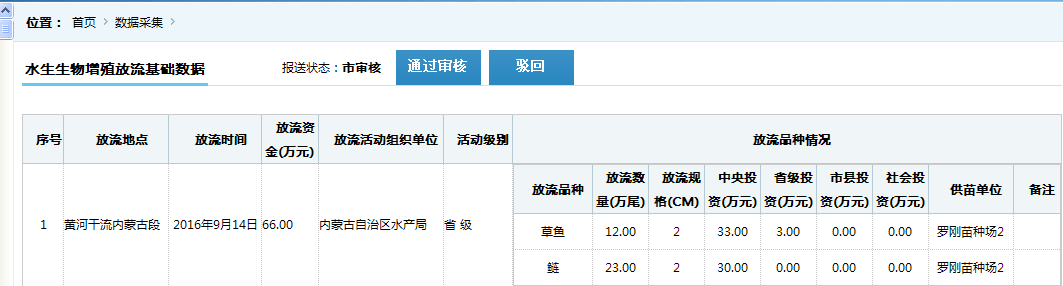 位置： 首页 > 数据采集 >
水生生物增殖放流基础数据 报送状态：市审核 通过审核 驳回
序号 放流地点 放流时间 放流资金(万元) 放流活动组织单位 活动级别 放流品种情况
放流品种 放流数量(万尾) 放流规格(CM) 中央投资(万元) 省级投资(万元) 市县投资(万元) 社会投资(万元) 供苗单位 备注
1 黄河干流内蒙古段 2016年9月14日 66.00 内蒙古自治区水产局 省 级
草鱼 12.00 2 33.00 3.00 0.00 0.00 罗刚苗种场2
鲢 23.00 2 30.00 0.00 0.00 0.00 罗刚苗种场2